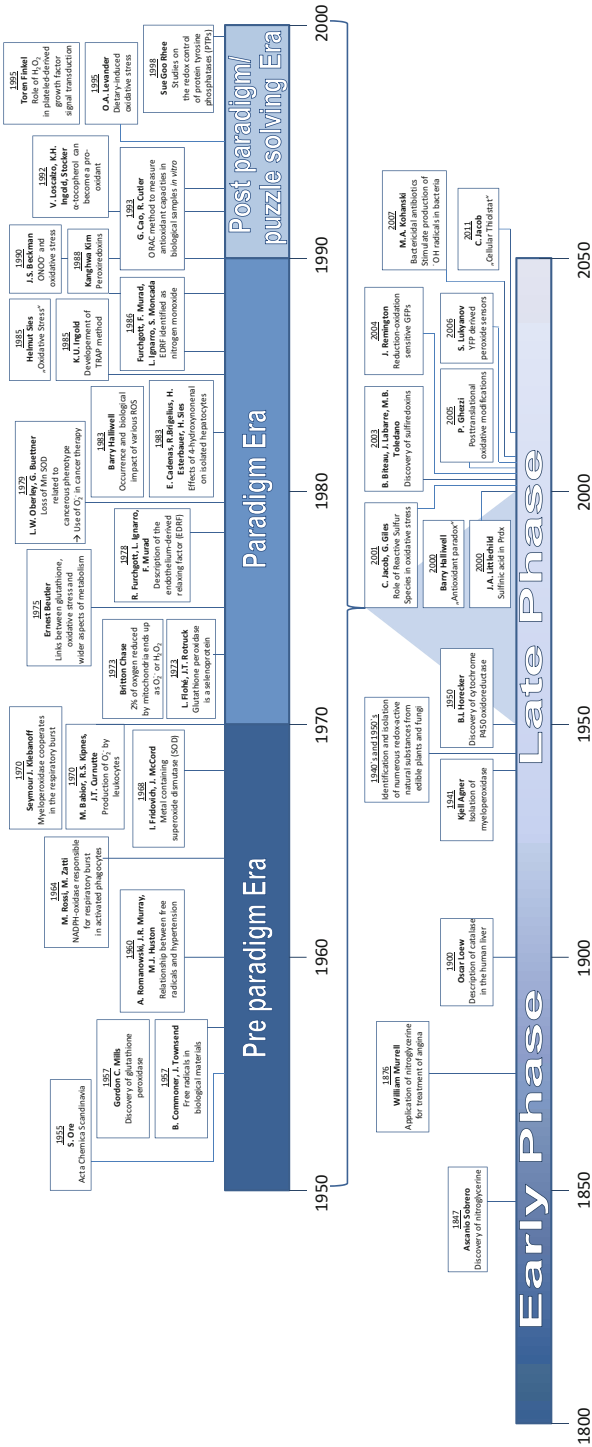 1955
S. Ore
Acta Chemica Scandinavia
1957
Gordon C. Mills
Discovery of glutathione
peroxidase
1957
B. Commoner, J. Townsend
Free radicals in
biological materials
1960
A. Romanowski, J.R. Murray,
M.J. Huston
Relationship between free
radicals and hypertension
1964
M. Rossi, M. Zatti
NADPH-oxidase responsible
for respiratory burst
in activated phagocytes
1970
Seymour J. Klebanoff
Myeloperoxidase cooperates
in the respiratory burst
1970
M. Babior, R.S. Kipnes,
J.T. Curnutte
Production of O₂⁻ by
leukocytes
1968
I. Fridovich, J. McCord
Metal containing
superoxide dismutase (SOD)
1975
Ernest Beutler
Links between glutathione,
oxidative stress and
wider aspects of metabolism
1973
Britton Chase
2% of oxygen reduced
by mitochondria ends up
as O₂⁻ or H₂O₂
1973
L. Flohé, J.T. Rotruck
Glutathione peroxidase
is a selenoprotein
1979
L.W. Oberley, G. Buettner
Loss of Mn SOD
related to
cancerous phenotype
→ Use of O₂⁻ in cancer therapy
1978
R. Furchgott, L. Ignarro,
F. Murad
Description of the
endothelium-derived
relaxing factor (EDRF)
1983
Barry Halliwell
Occurrence and biological
impact of various ROS
1983
E. Cadenas, R.Brigelius, H.
Esterbauer, H. Sies
Effects of 4-hydroxynonenal
on isolated hepatocytes
1985
Helmut Sies
„Oxidative Stress“
1985
K.U. Ingold
Developement of
TRAP method
1986
Furchgott, F. Murad,
L. Ignarro, S. Moncada
EDRF identified as
nitrogen monoxide
1990
J.S. Beckman
ONOO⁻ and
oxidative stress
1988
Kanghwa Kim
Peroxiredoxins
1992
V. Loscalzo, K.H.
Ingold, Stocker
α-tocopherol can
become a pro-
oxidant
1993
G. Cao, R. Cutler
ORAC method to measure
antioxidant capacities in
biological samples in vitro
1995
Toren Finkel
Role of H₂O₂
in plateled-derived
growth factor
signal transduction
1995
O.A. Levander
Dietary-induced
oxidative stress
1998
Sue Goo Rhee
Studies on
the redox control
of protein tyrosine
phosphatases (PTPs)
Pre paradigm Era
Paradigm Era
Post paradigm/
puzzle solving Era
1950
1960
1970
1980
1990
2000
1847
Ascanio Sobrero
Discovery of nitroglycerine
1876
William Murrell
Application of nitroglycerine
for treatment of angina
1900
Oscar Loew
Description of catalase
in the human liver
1940´s and 1950´s
Identification and isolation
of numerous redox-active
natural substances from
edible plants and fungi
1941
Kjell Agner
Isolation of
myeloperoxidase
1950
B.I. Horecker
Discovery of cytochrome
P450 oxidoreductase
2001
C. Jacob, G. Giles
Role of Reactive Sulfur
Species in oxidative stress
2000
Barry Halliwell
„Antioxidant paradox“
2000
J.A. Littlechild
Sulfinic acid in Prdx
2003
B. Biteau, J. Labarre, M.B.
Toledano
Discovery of sulfiredoxins
2005
P. Ghezzi
Posttranslational
oxidative modifications
2004
J. Remington
Reduction-oxidation
sensitive GFPs
2006
S. Lukyanov
YFP derived
peroxide sensors
2007
M.A. Kohanski
Bactericidal antibiotics
Stimulate production of
OH radicals in bacteria
2011
C. Jacob
„Cellular Thiolstat“
Early Phase
Late Phase
1800
1850
1900
1950
2000
2050